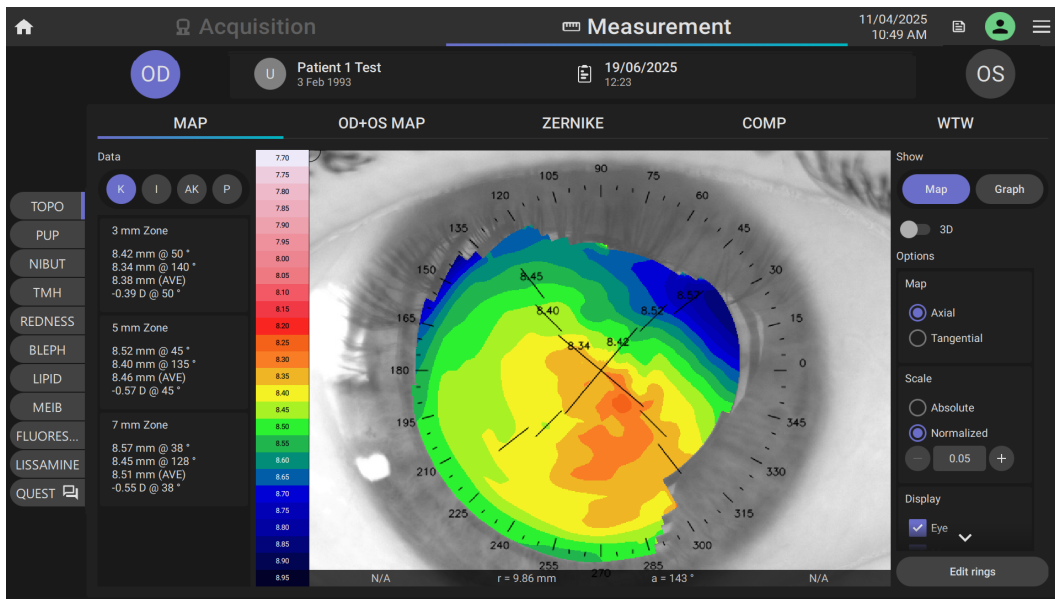 Acquisition
Measurement
11/04/2025
10:49 AM
OD
U
Patient 1 Test
3 Feb 1993
19/06/2025
12:23
OS
MAP
OD+OS MAP
ZERNIKE
COMP
WTW
TOPO
PUP
NIBUT
TMH
REDNESS
BLEPH
LIPID
MEIB
FLUORES...
LISSAMINE
QUEST
Data
K
I
AK
P
3 mm Zone
8.42 mm @ 50 °
8.34 mm @ 140 °
8.38 mm (AVE)
-0.39 D @ 50 °
5 mm Zone
8.52 mm @ 45 °
8.40 mm @ 135 °
8.46 mm (AVE)
-0.57 D @ 45 °
7 mm Zone
8.57 mm @ 38 °
8.45 mm @ 128 °
8.51 mm (AVE)
-0.55 D @ 38 °
7.70
7.75
7.80
7.85
7.90
7.95
8.00
8.05
8.10
8.15
8.20
8.25
8.30
8.35
8.40
8.45
8.50
8.55
8.60
8.65
8.70
8.75
8.80
8.85
8.90
8.95
105
90
75
120
60
135
45
150
30
165
15
180
0
195
345
210
330
225
315
240
300
255
270
285
8.45
8.57
8.40
8.52
8.34
8.42
N/A
r = 9.86 mm
a = 143 °
N/A
Show
Map
Graph
3D
Options
Map
Axial
Tangential
Scale
Absolute
Normalized
−
0.05
+
Display
Eye
Edit rings